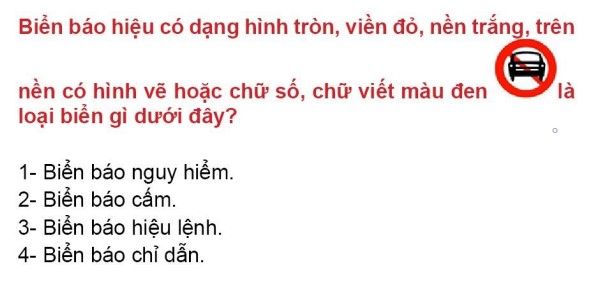 Biển báo hiệu có dạng hình tròn, viền đỏ, nền trắng, trên
nền có hình vẽ hoặc chữ số, chữ viết màu đen là
loại biển gì dưới đây?
1- Biển báo nguy hiểm.
2- Biển báo cấm.
3- Biển báo hiệu lệnh.
4- Biển báo chỉ dẫn.